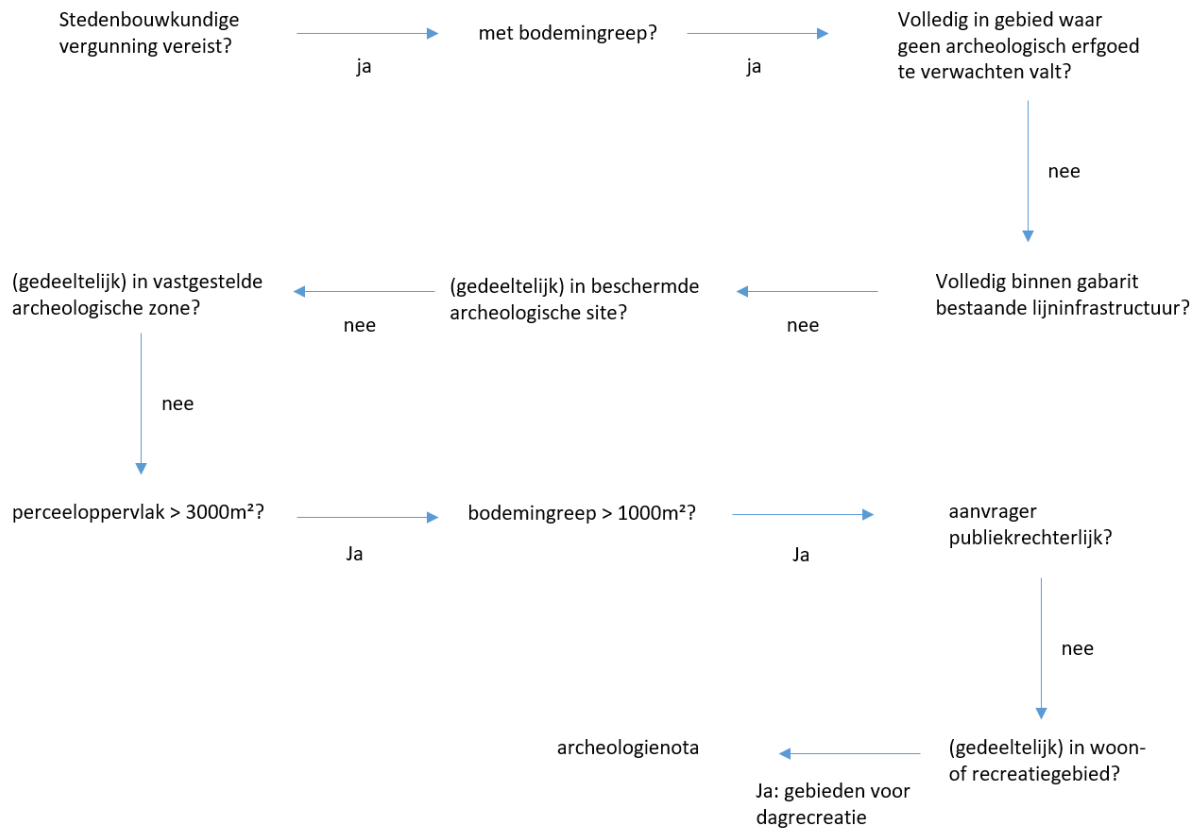 Stedenbouwkundige
vergunning vereist?
ja
met bodemingreep?
ja
Volledig in gebied waar
geen archeologisch erfgoed
te verwachten valt?
nee
Volledig binnen gabarit
bestaande lijninfrastructuur?
nee
(gedeeltelijk) in beschermde
archeologische site?
nee
(gedeeltelijk) in vastgestelde
archeologische zone?
nee
perceeloppervlak > 3000m²?
Ja
bodemingreep > 1000m²?
Ja
aanvrager
publiekrechterlijk?
nee
(gedeeltelijk) in woon-
of recreatiegebied?
Ja: gebieden voor
dagrecreatie
archeologienota